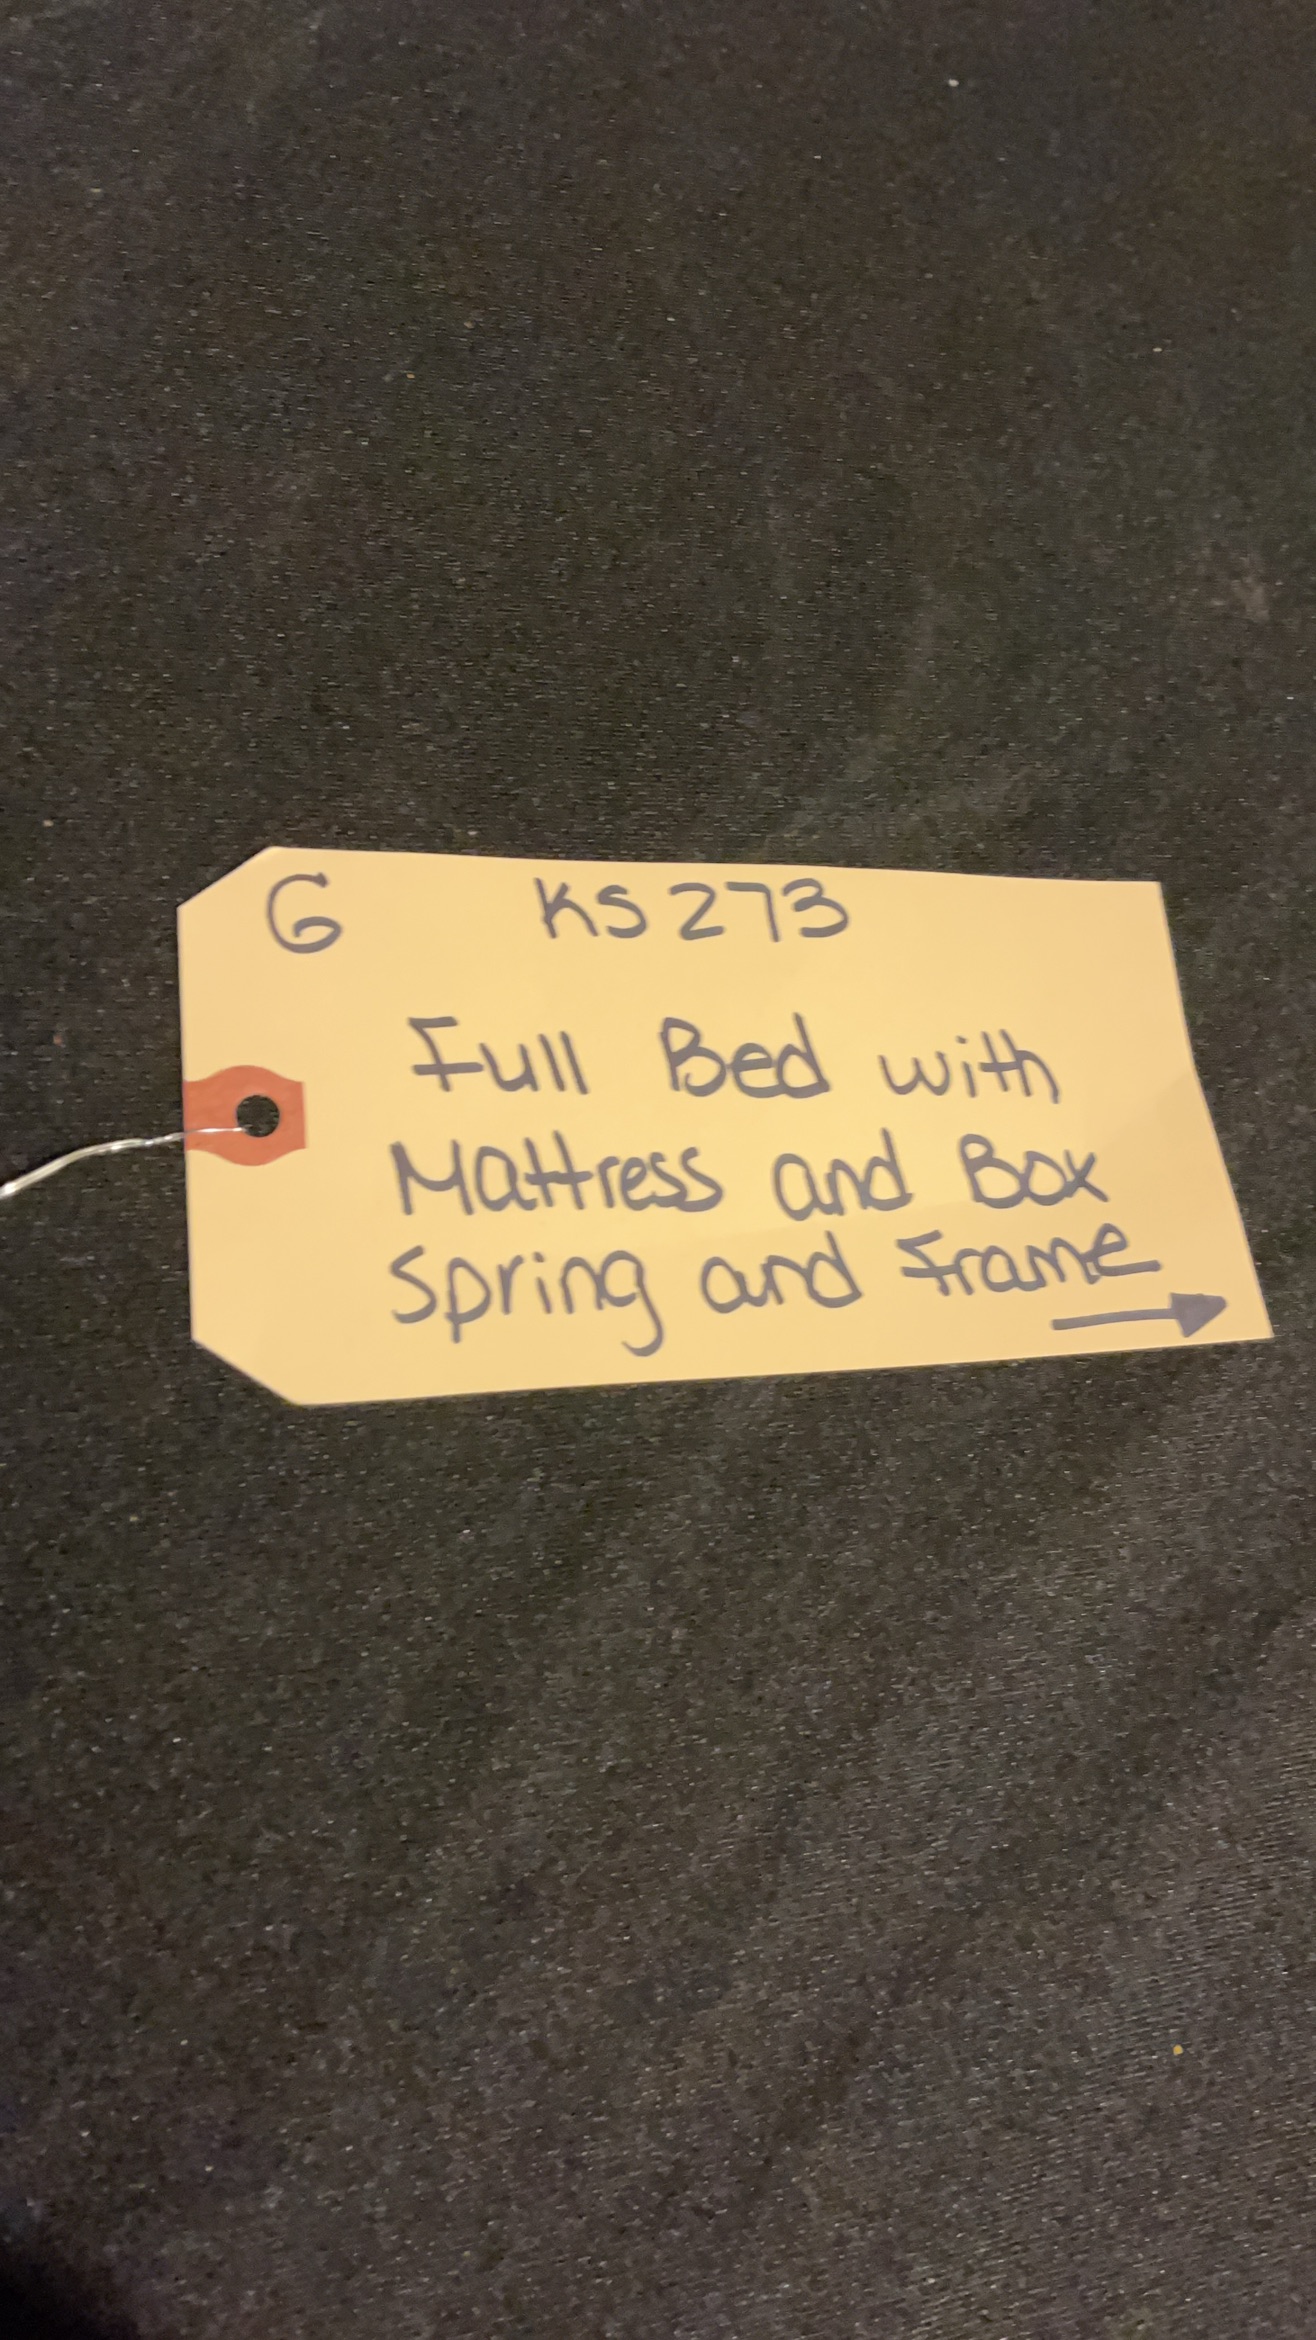 G KS273
Full Bed with
Mattress and Box
Spring and Frame